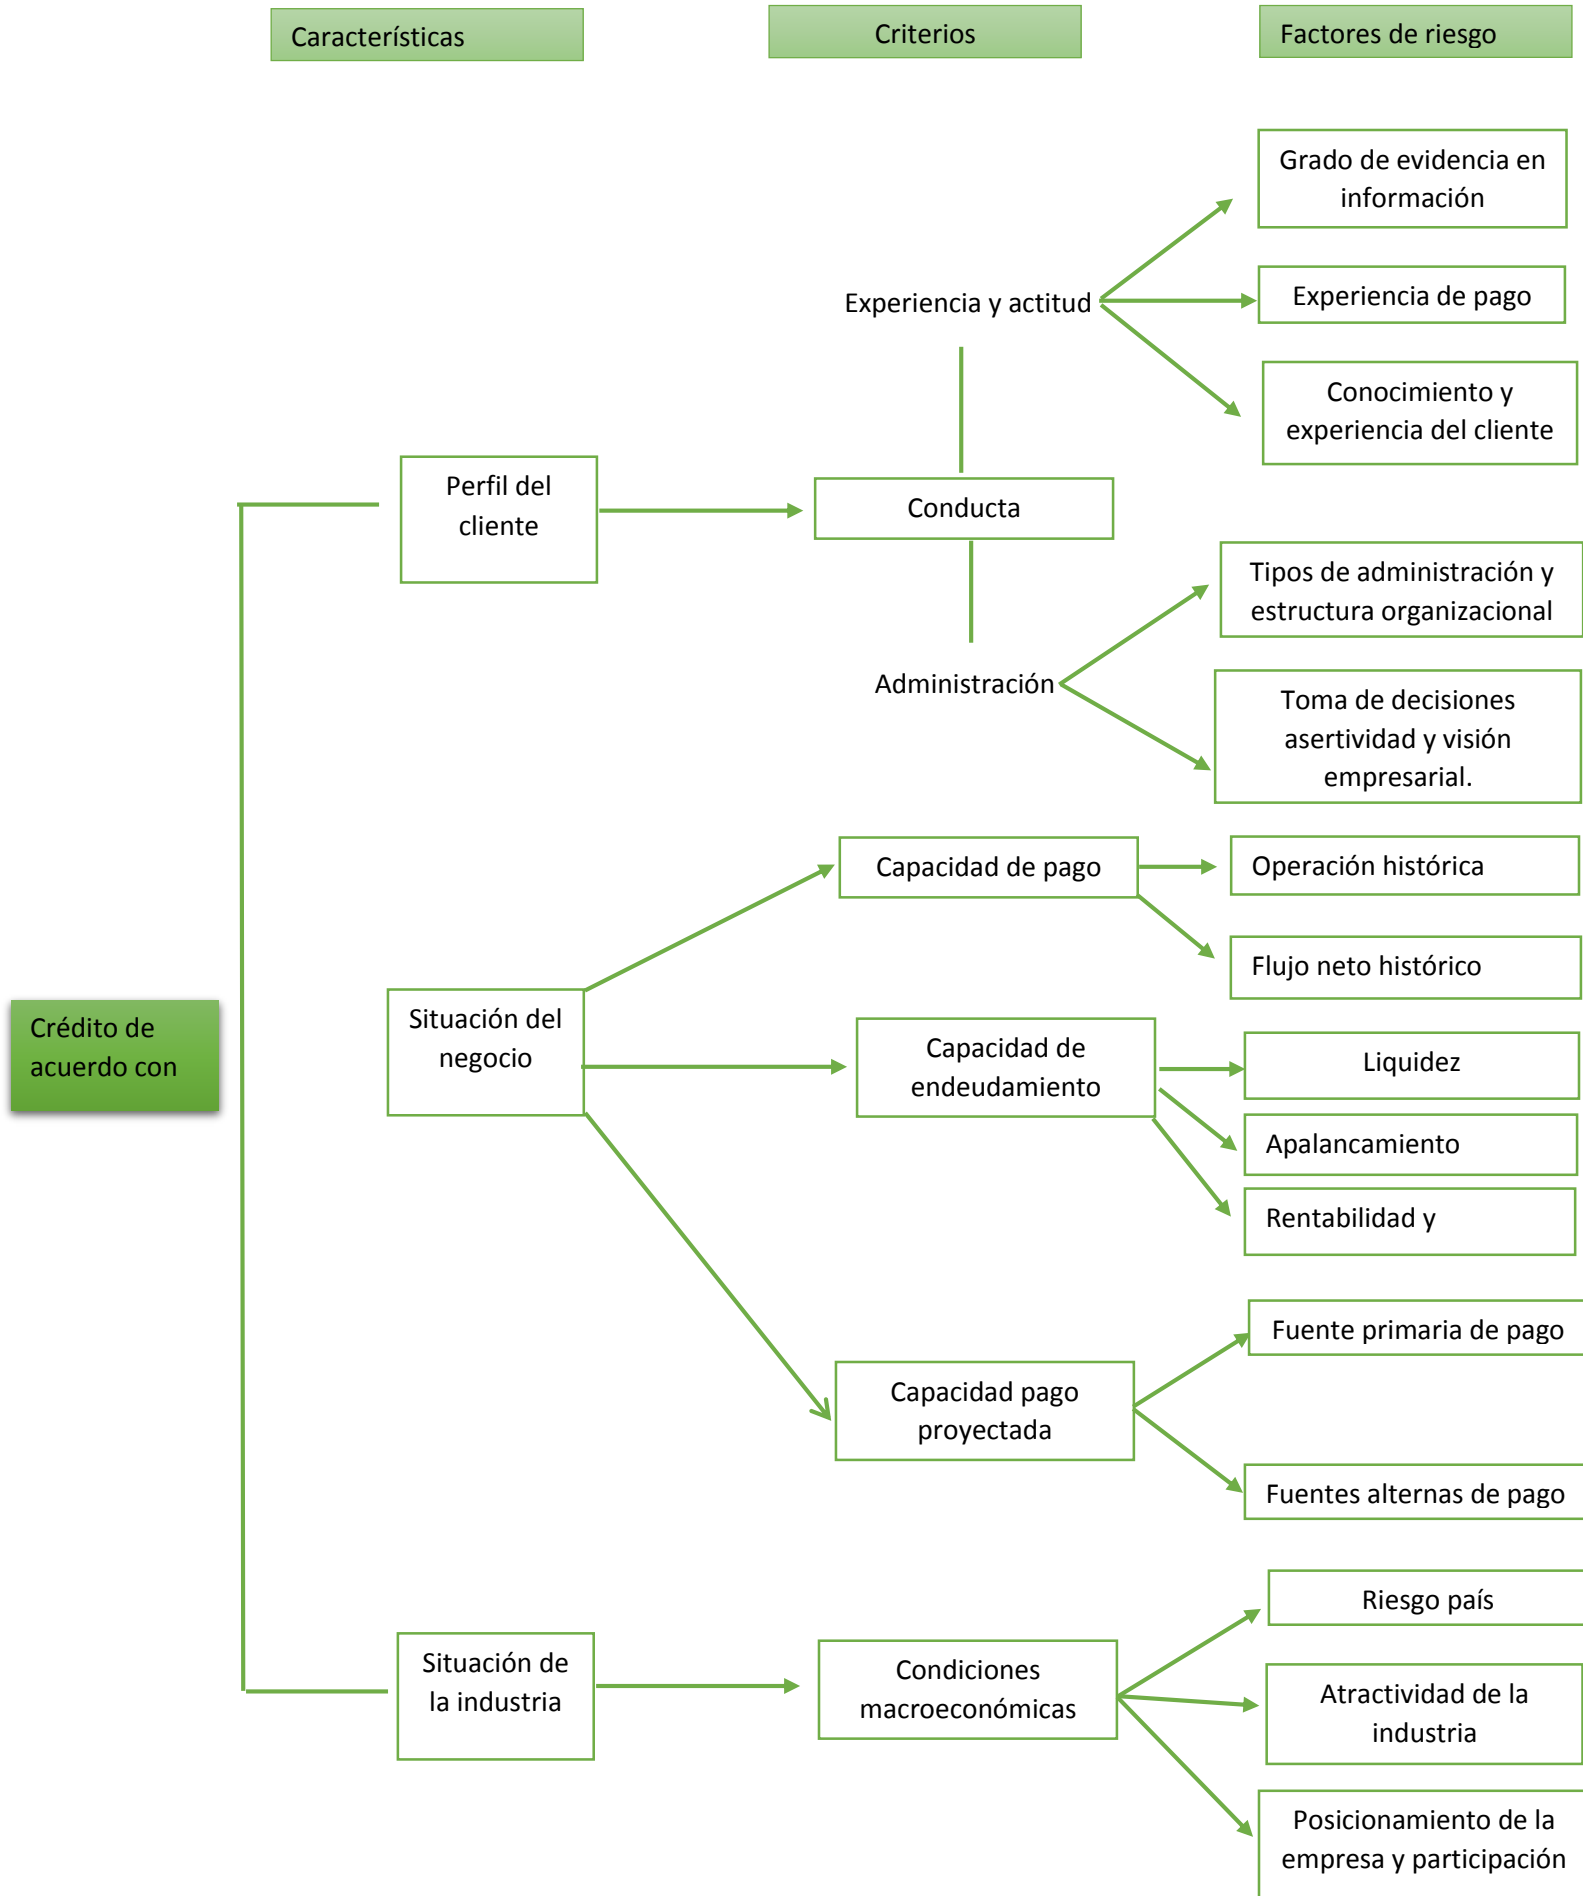 Características
Criterios
Factores de riesgo
Grado de evidencia en
información
Experiencia y actitud
Experiencia de pago
Conocimiento y
experiencia del cliente
Perfil del
cliente
Conducta
Tipos de administración y
estructura organizacional
Administración
Toma de decisiones
asertividad y visión
empresarial.
Capacidad de pago
Operación histórica
Flujo neto histórico
Crédito de
acuerdo con
Situación del
negocio
Capacidad de
endeudamiento
Liquidez
Apalancamiento
Rentabilidad y
Fuente primaria de pago
Capacidad pago
proyectada
Fuentes alternas de pago
Riesgo país
Situación de
la industria
Condiciones
macroeconómicas
Atractividad de la
industria
Posicionamiento de la
empresa y participación